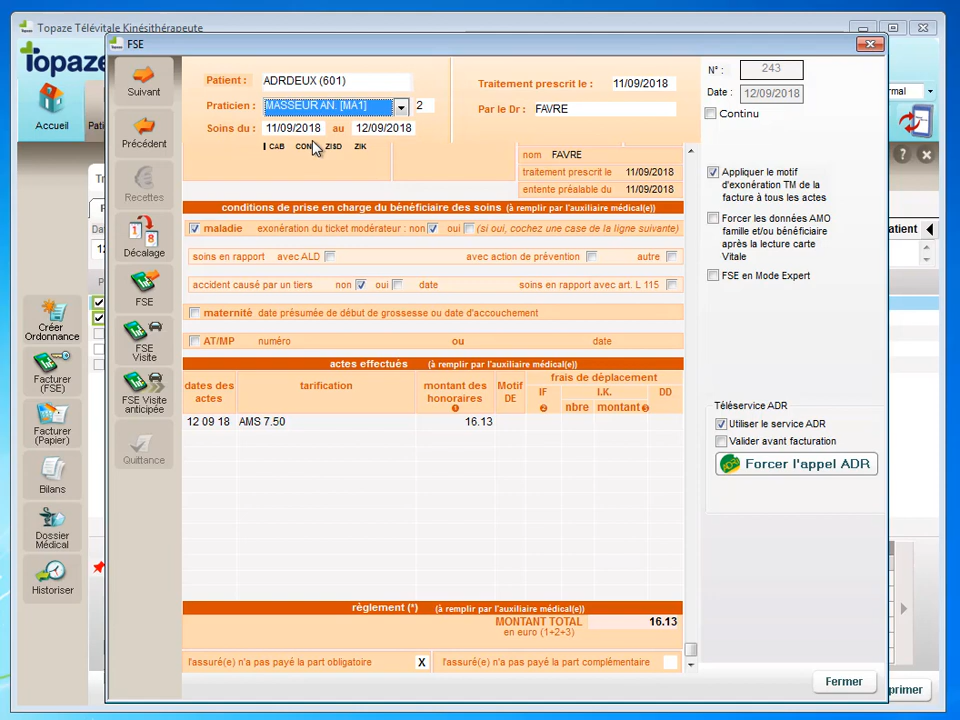 Topaze Télévitale Kinésithérapeute
FSE
Topaze
Accueil
Suivant
Précédent
Recettes
Décalage
FSE
FSE
Visite
FSE Visite
anticipée
Quittance
Créer
Ordonnance
Facturer
(FSE)
Facturer
(Papier)
Bilans
Dossier
Médical
Historiser
Patient : ADRDEUX (601)
Praticien : MASSEUR AN. [MA1] 2
Soins du : 11/09/2018 au 12/09/2018
Traitement prescrit le : 11/09/2018
Par le Dr : FAVRE
N° : 243
Date : 12/09/2018
Continu
nom FAVRE
traitement prescrit le 11/09/2018
entente préalable du 11/09/2018
conditions de prise en charge du bénéficiaire des soins (à remplir par l'auxiliaire médical(e))
maladie exonération du ticket modérateur : non oui (si oui, cochez une case de la ligne suivante)
soins en rapport avec ALD avec action de prévention autre
accident causé par un tiers non oui date soins en rapport avec art. L 115
maternité date présumée de début de grossesse ou date d'accouchement
AT/MP numéro ou date
actes effectués (à remplir par l'auxiliaire médical(e))
dates des
actes
tarification
montant des
honoraires
Motif
DE
frais de déplacement
IF I.K. DD
nbre montant
12 09 18 AMS 7.50 16.13
règlement (*) (à remplir par l'auxiliaire médical(e))
MONTANT TOTAL 16.13
en euro (1+2+3)
l'assuré(e) n'a pas payé la part obligatoire X l'assuré(e) n'a pas payé la part complémentaire
Appliquer le motif
d'exonération TM de la
facture à tous les actes
Forcer les données AMO
famille et/ou bénéficiaire
après la lecture carte
Vitale
FSE en Mode Expert
Téléservice ADR
Utiliser le service ADR
Valider avant facturation
Forcer l'appel ADR
Fermer